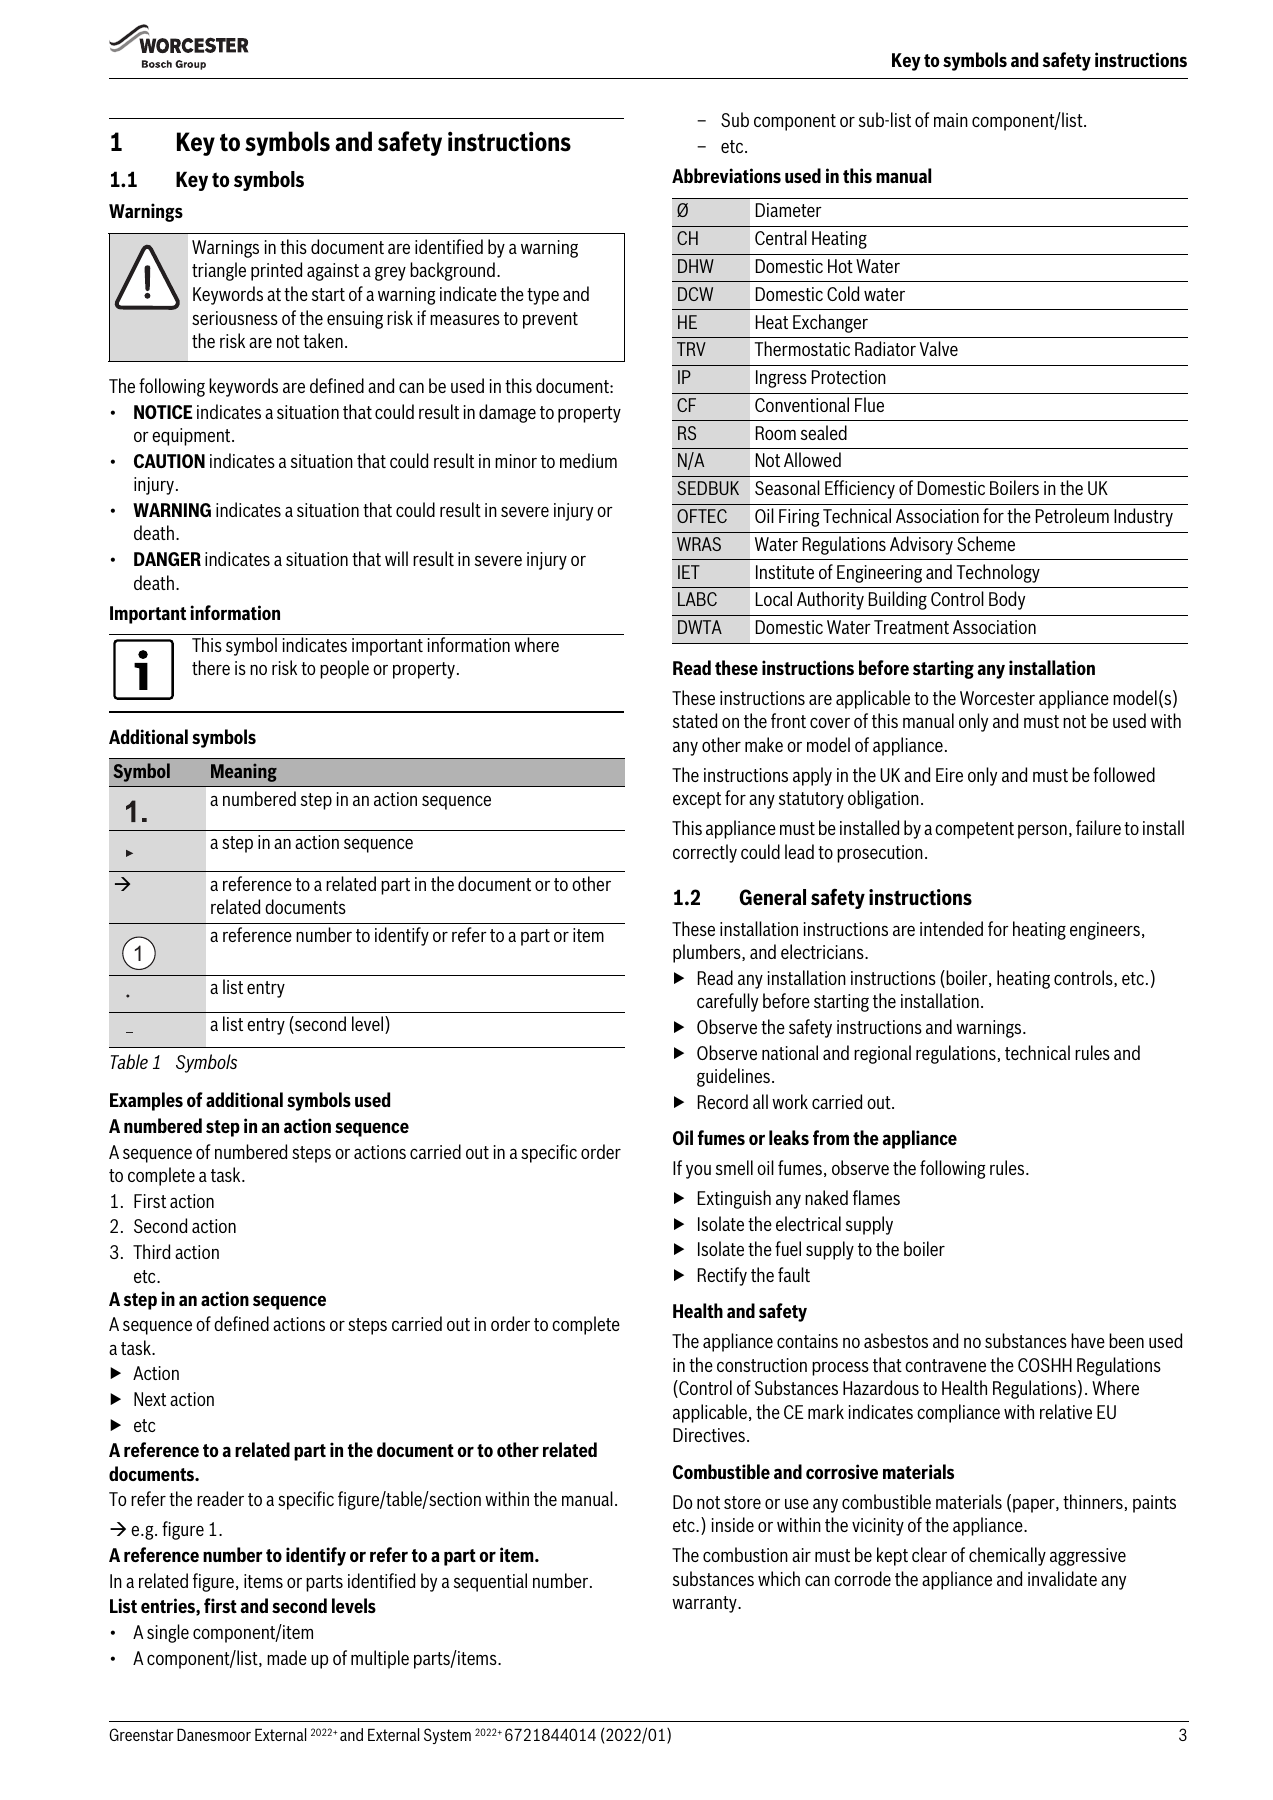 WORCESTER
Bosch Group
Key to symbols and safety instructions
1 Key to symbols and safety instructions
1.1 Key to symbols
Warnings
Warnings in this document are identified by a warning
triangle printed against a grey background.
Keywords at the start of a warning indicate the type and
seriousness of the ensuing risk if measures to prevent
the risk are not taken.
The following keywords are defined and can be used in this document:
• NOTICE indicates a situation that could result in damage to property
or equipment.
• CAUTION indicates a situation that could result in minor to medium
injury.
• WARNING indicates a situation that could result in severe injury or
death.
• DANGER indicates a situation that will result in severe injury or
death.
Important information
i
This symbol indicates important information where
there is no risk to people or property.
Additional symbols
Symbol Meaning
1. a numbered step in an action sequence
▶ a step in an action sequence
→ a reference to a related part in the document or to other
related documents
1 a reference number to identify or refer to a part or item
• a list entry
– a list entry (second level)
Table 1 Symbols
Examples of additional symbols used
A numbered step in an action sequence
A sequence of numbered steps or actions carried out in a specific order
to complete a task.
1. First action
2. Second action
3. Third action
etc.
A step in an action sequence
A sequence of defined actions or steps carried out in order to complete
a task.
▶ Action
▶ Next action
▶ etc
A reference to a related part in the document or to other related
documents.
To refer the reader to a specific figure/table/section within the manual.
→ e.g. figure 1.
A reference number to identify or refer to a part or item.
In a related figure, items or parts identified by a sequential number.
List entries, first and second levels
• A single component/item
• A component/list, made up of multiple parts/items.
– Sub component or sub-list of main component/list.
– etc.
Abbreviations used in this manual
Ø Diameter
CH Central Heating
DHW Domestic Hot Water
DCW Domestic Cold water
HE Heat Exchanger
TRV Thermostatic Radiator Valve
IP Ingress Protection
CF Conventional Flue
RS Room sealed
N/A Not Allowed
SEDBUK Seasonal Efficiency of Domestic Boilers in the UK
OFTEC Oil Firing Technical Association for the Petroleum Industry
WRAS Water Regulations Advisory Scheme
IET Institute of Engineering and Technology
LABC Local Authority Building Control Body
DWTA Domestic Water Treatment Association
Read these instructions before starting any installation
These instructions are applicable to the Worcester appliance model(s)
stated on the front cover of this manual only and must not be used with
any other make or model of appliance.
The instructions apply in the UK and Eire only and must be followed
except for any statutory obligation.
This appliance must be installed by a competent person, failure to install
correctly could lead to prosecution.
1.2 General safety instructions
These installation instructions are intended for heating engineers,
plumbers, and electricians.
▶ Read any installation instructions (boiler, heating controls, etc.)
carefully before starting the installation.
▶ Observe the safety instructions and warnings.
▶ Observe national and regional regulations, technical rules and
guidelines.
▶ Record all work carried out.
Oil fumes or leaks from the appliance
If you smell oil fumes, observe the following rules.
▶ Extinguish any naked flames
▶ Isolate the electrical supply
▶ Isolate the fuel supply to the boiler
▶ Rectify the fault
Health and safety
The appliance contains no asbestos and no substances have been used
in the construction process that contravene the COSHH Regulations
(Control of Substances Hazardous to Health Regulations). Where
applicable, the CE mark indicates compliance with relative EU
Directives.
Combustible and corrosive materials
Do not store or use any combustible materials (paper, thinners, paints
etc.) inside or within the vicinity of the appliance.
The combustion air must be kept clear of chemically aggressive
substances which can corrode the appliance and invalidate any
warranty.
Greenstar Danesmoor External 2022+ and External System 2022+ 6721844014 (2022/01) 3